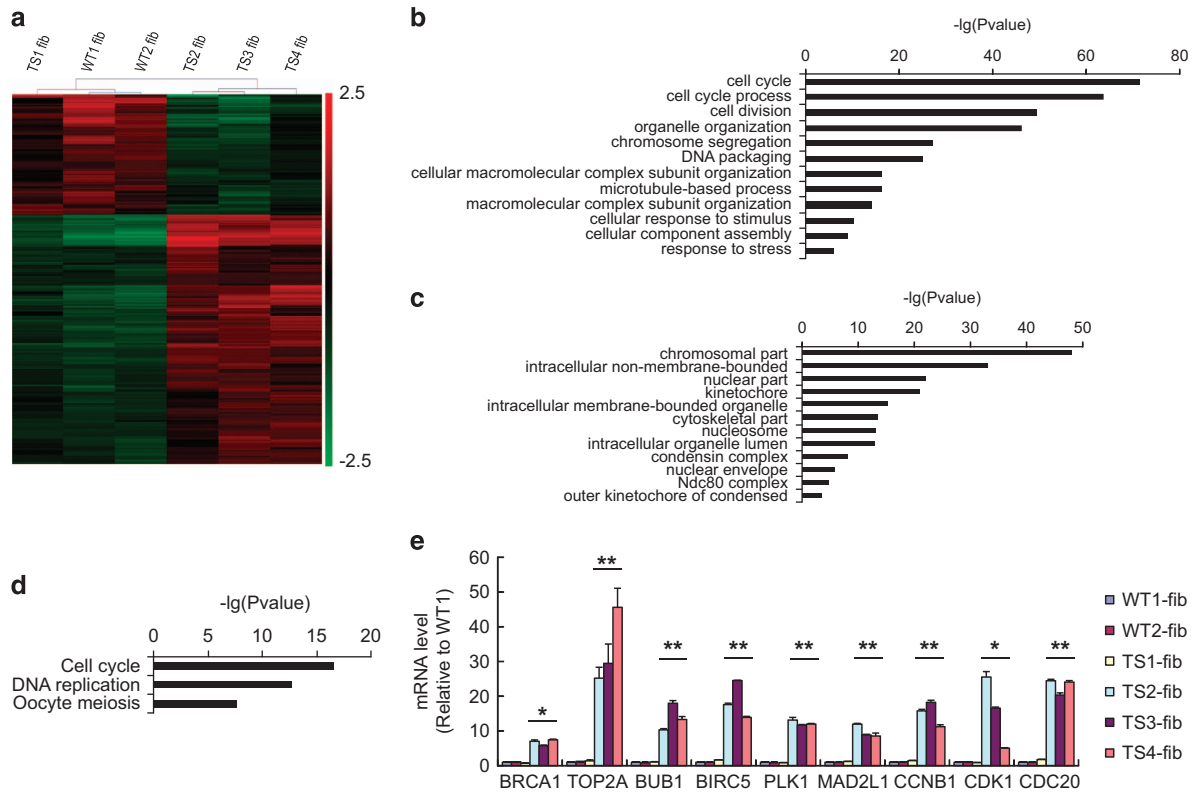 a
TS1 fib
WT1 fib
WT2 fib
TS2 fib
TS3 fib
TS4 fib
2.5
-2.5
b
-lg(Pvalue)
0 20 40 60 80
cell cycle
cell cycle process
cell division
organelle organization
chromosome segregation
DNA packaging
cellular macromolecular complex subunit organization
microtubule-based process
macromolecular complex subunit organization
cellular response to stimulus
cellular component assembly
response to stress
c
-lg(Pvalue)
0 10 20 30 40 50
chromosomal part
intracellular non-membrane-bounded
nuclear part
kinetochore
intracellular membrane-bounded organelle
cytoskeletal part
nucleosome
intracellular organelle lumen
condensin complex
nuclear envelope
Ndc80 complex
outer kinetochore of condensed
d
-lg(Pvalue)
0 5 10 15 20
Cell cycle
DNA replication
Oocyte meiosis
e
mRNA level
(Relative to WT1)
60
50
40
30
20
10
0
* ** ** ** ** ** ** * **
BRCA1 TOP2A BUB1 BIRC5 PLK1 MAD2L1 CCNB1 CDK1 CDC20
WT1-fib
WT2-fib
TS1-fib
TS2-fib
TS3-fib
TS4-fib